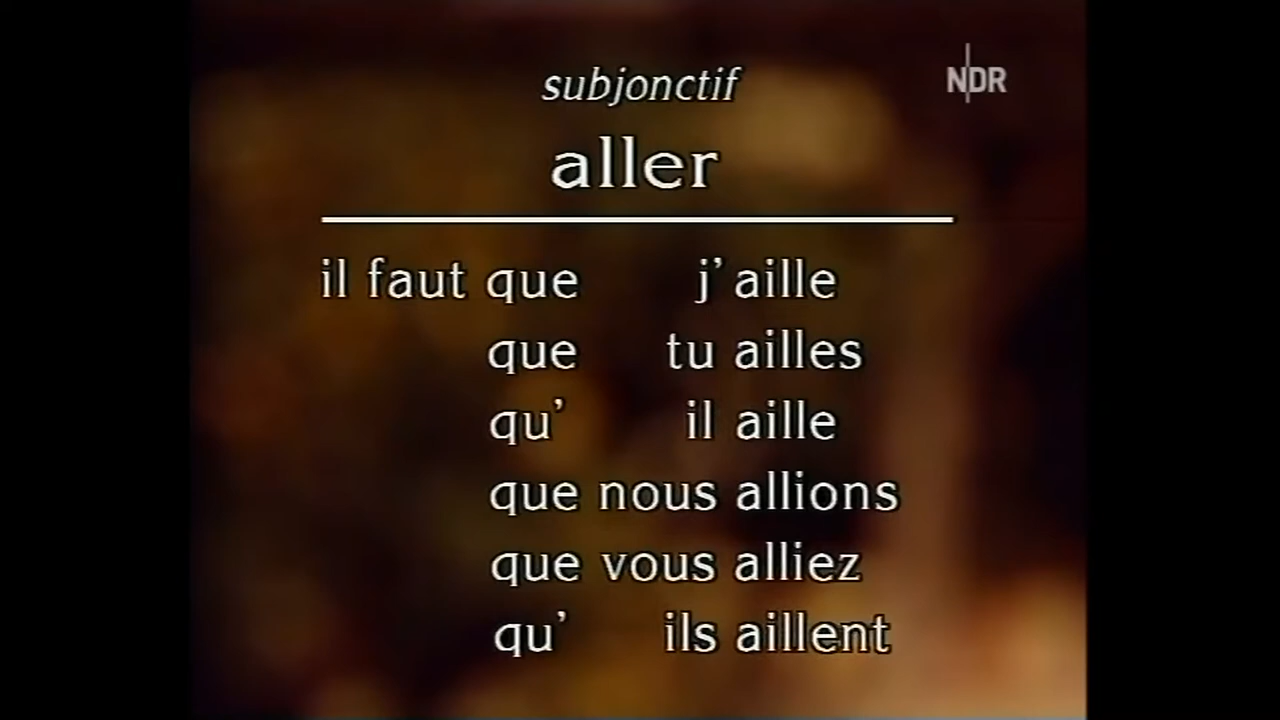 NDR
subjonctif
aller
il faut que j'aille
que tu ailles
qu' il aille
que nous allions
que vous alliez
qu' ils aillent